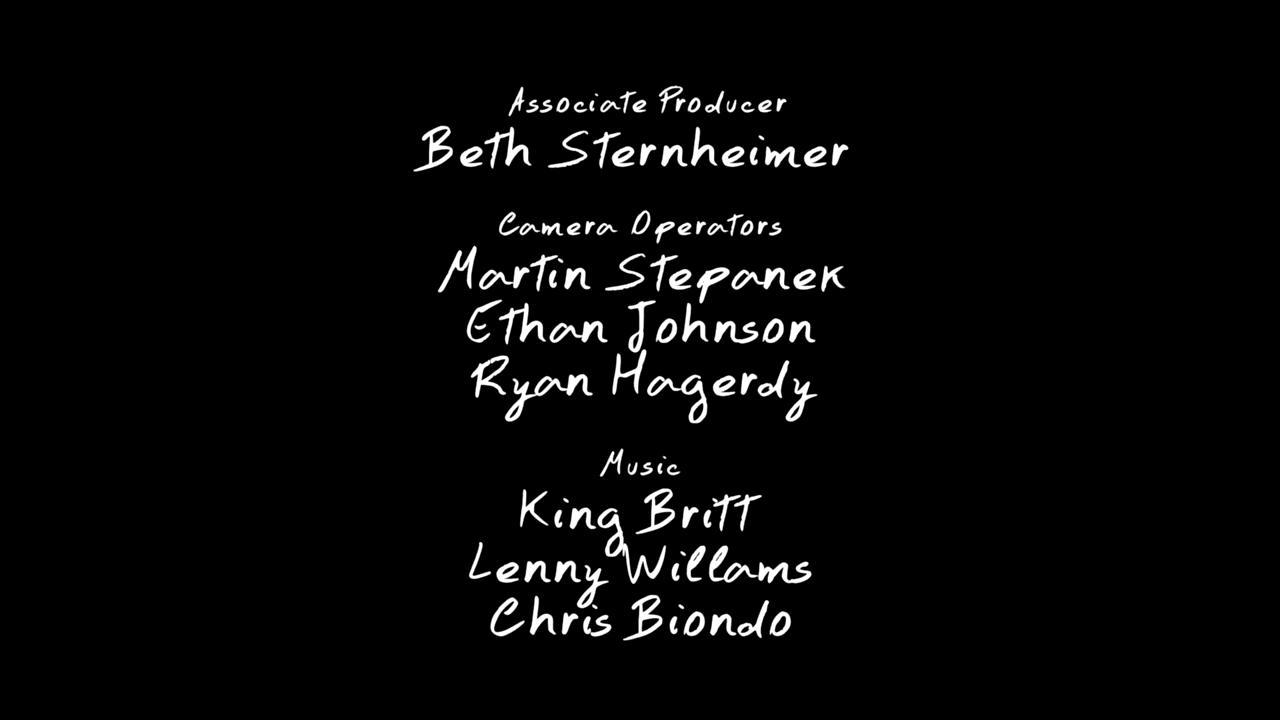 Associate Producer
Beth Sternheimer
Camera Operators
Martin Stepanek
Ethan Johnson
Ryan Hagerdy
Music
King Britt
Lenny Willams
Chris Biondo